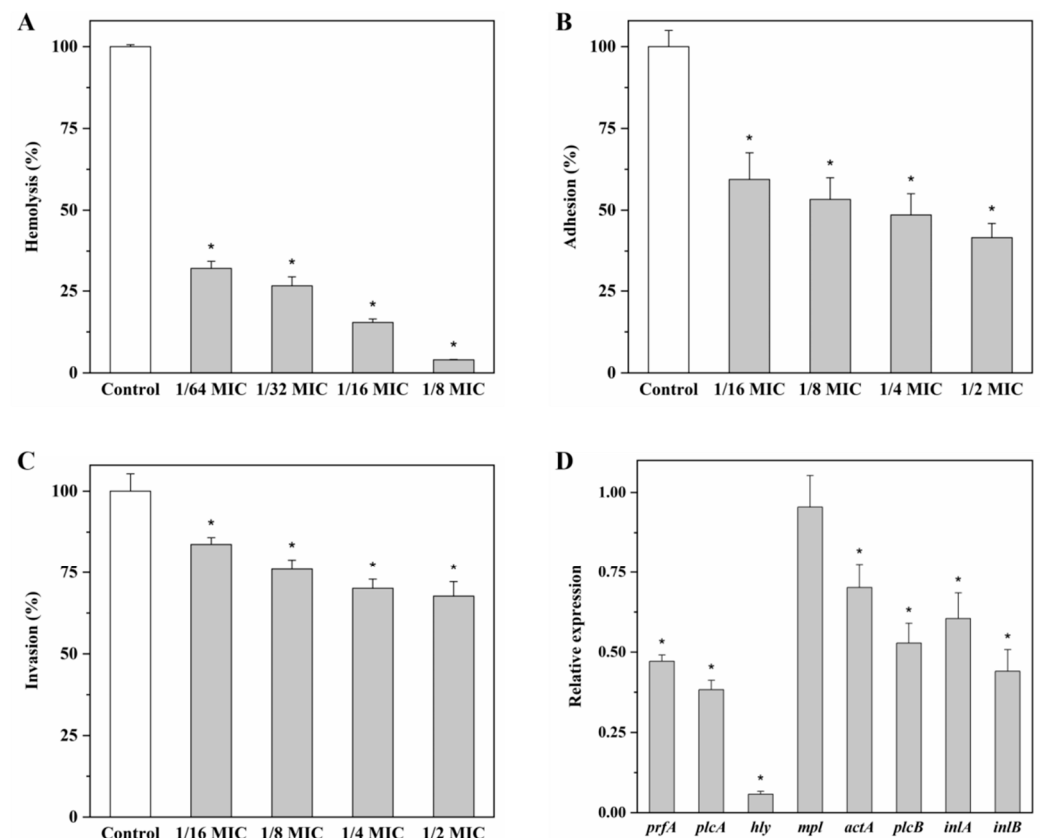 A
100
75
50
25
0
Hemolysis (%)
* * * *
Control 1/64 MIC 1/32 MIC 1/16 MIC 1/8 MIC
B
100
75
50
25
0
Adhesion (%)
* * * *
Control 1/16 MIC 1/8 MIC 1/4 MIC 1/2 MIC
C
100
75
50
25
0
Invasion (%)
* * * *
Control 1/16 MIC 1/8 MIC 1/4 MIC 1/2 MIC
D
1.00
0.75
0.50
0.25
0.00
Relative expression
* * * * * * *
prfA plcA hly mpl actA plcB inlA inlB